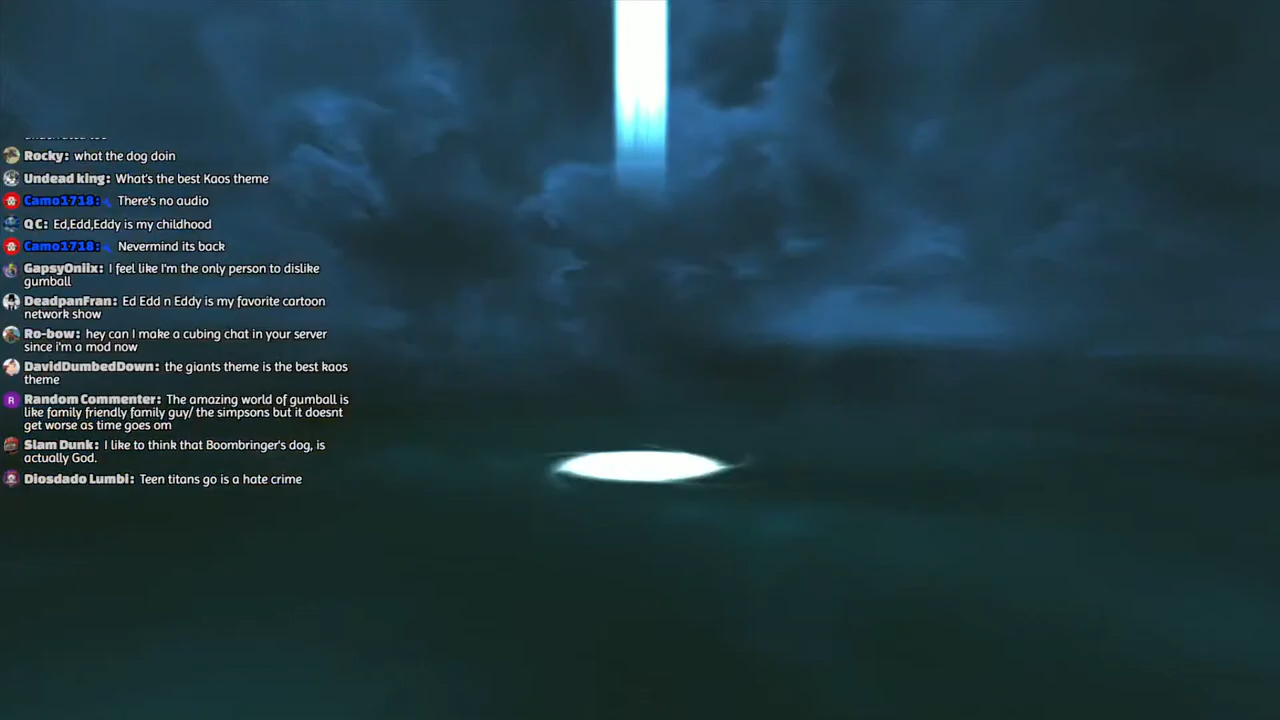 Rocky: what the dog doin
Undead king: What's the best Kaos theme
Camo1718: There's no audio
QC: Ed,Edd,Eddy is my childhood
Camo1718: Nevermind its back
GapsyOniix: I feel like I'm the only person to dislike
gumball
DeadpanFran: Ed Edd n Eddy is my favorite cartoon
network show
Ro-bow: hey can I make a cubing chat in your server
since i'm a mod now
DavidDumbedDown: the giants theme is the best kaos
theme
R Random Commenter: The amazing world of gumball is
like family friendly family guy/ the simpsons but it doesnt
get worse as time goes om
Slam Dunk: I like to think that Boombringer's dog, is
actually God.
Diosdado Lumbi: Teen titans go is a hate crime